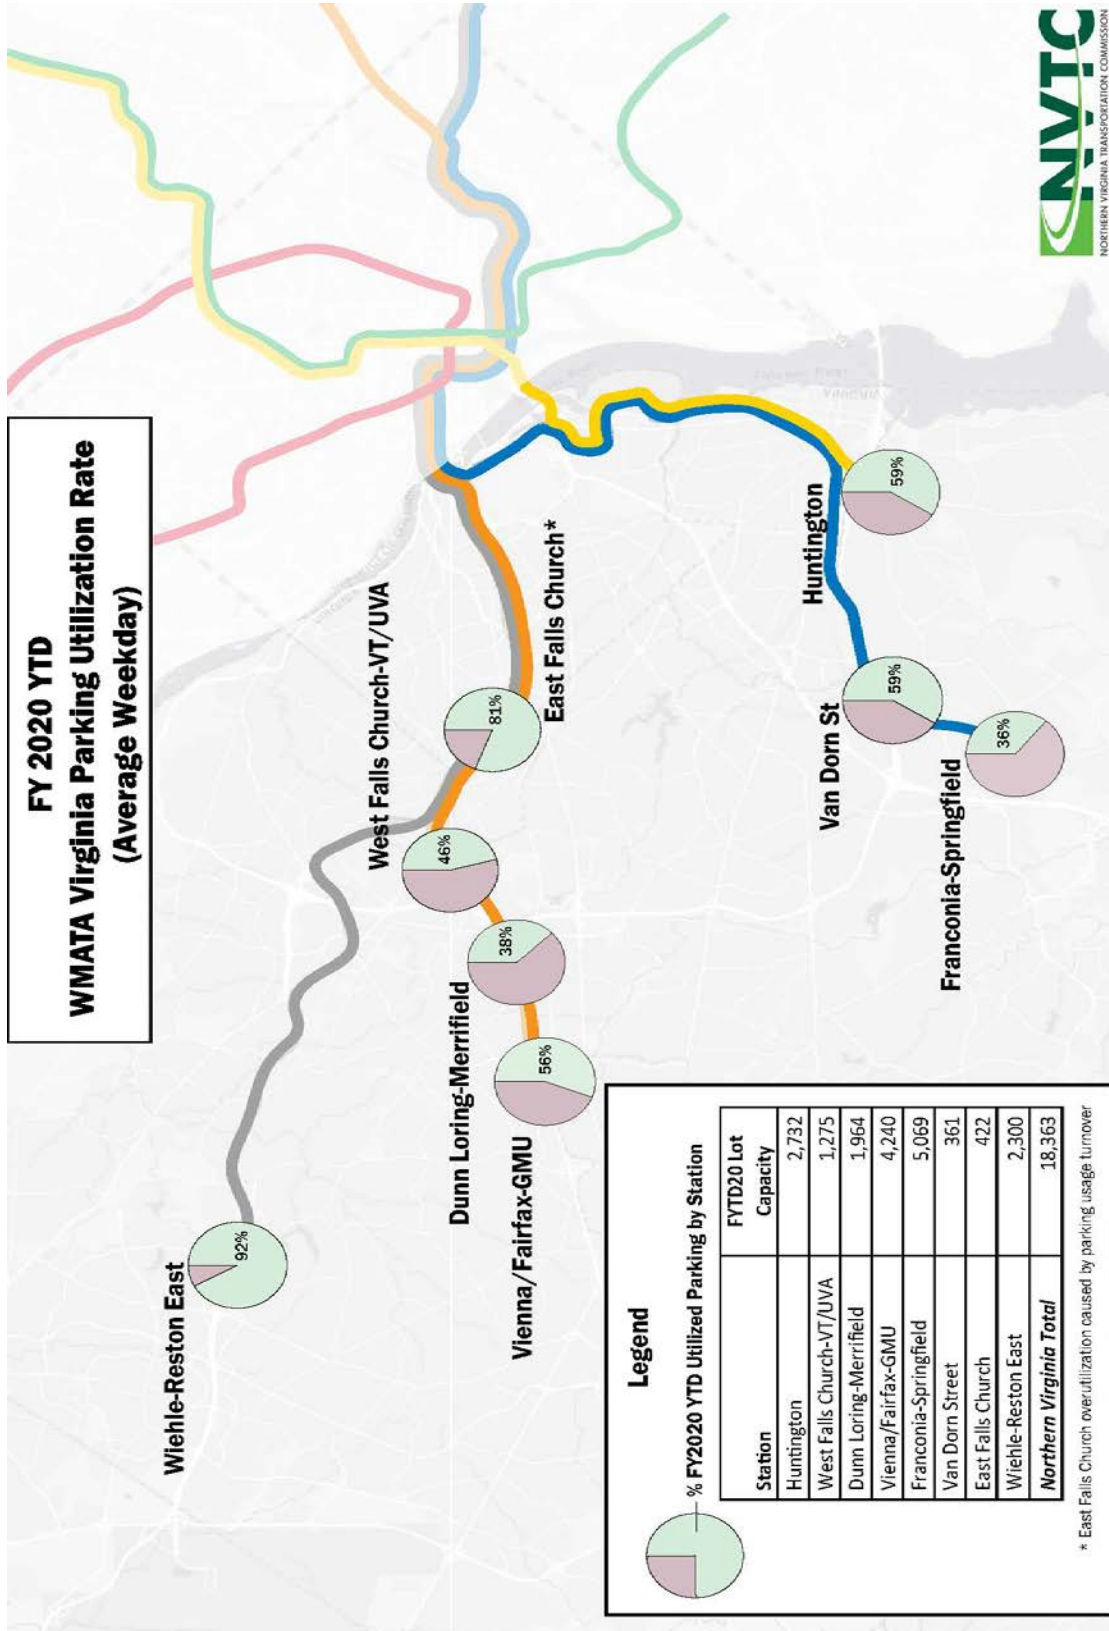 FY 2020 YTD
WMATA Virginia Parking Utilization Rate
(Average Weekday)
Wiehle-Reston East
92%
West Falls Church-VT/UVA
46%
East Falls Church*
81%
Dunn Loring-Merrifield
38%
Vienna/Fairfax-GMU
56%
Huntington
59%
Van Dorn St
59%
Franconia-Springfield
36%
Legend
% FY2020 YTD Utilized Parking by Station
Station FYTD20 Lot Capacity
Huntington 2,732
West Falls Church-VT/UVA 1,275
Dunn Loring-Merrifield 1,964
Vienna/Fairfax-GMU 4,240
Franconia-Springfield 5,069
Van Dorn Street 361
East Falls Church 422
Wiehle-Reston East 2,300
Northern Virginia Total 18,363
* East Falls Church overutilization caused by parking usage turnover
NVTC
NORTHERN VIRGINIA TRANSPORTATION COMMISSION